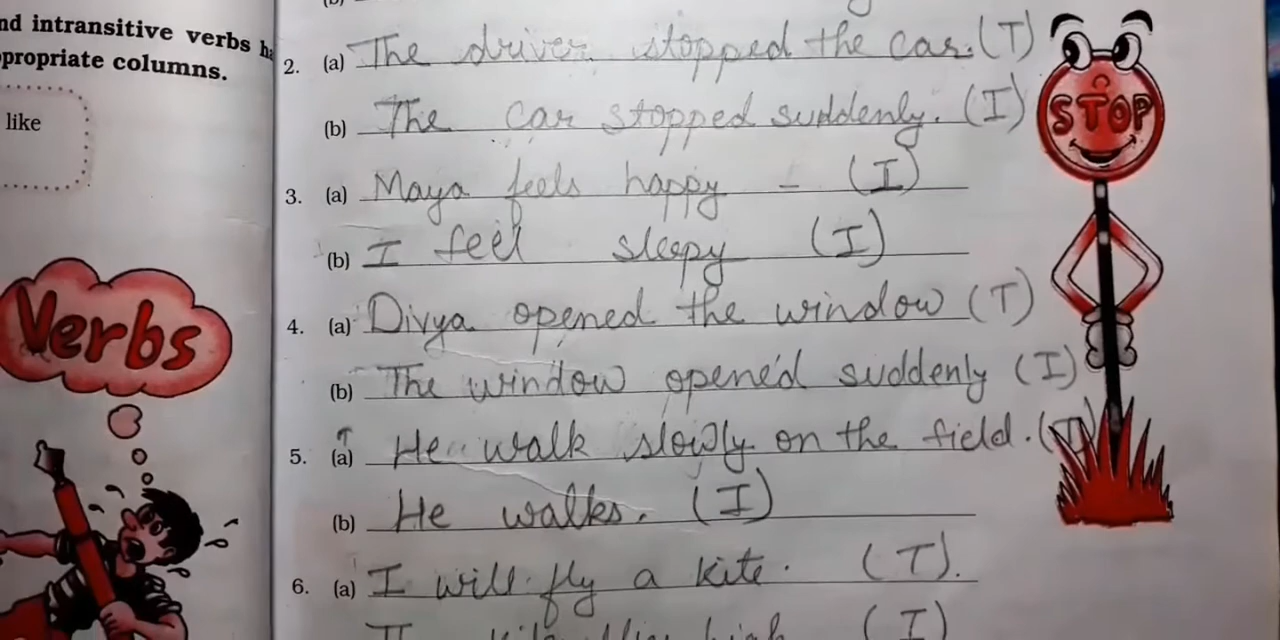 nd intransitive verbs ha
propriate columns.
like
Verbs
2. (a) The driver stopped the car. (T)
(b) The car stopped suddenly. (I)
STOP
3. (a) Maya feels happy - (I)
(b) I feel sleepy (I)
4. (a) Divya opened the window (T)
(b) The window opened suddenly (I)
5. (a) He walk slowly on the field. (T)
(b) He walks. (I)
6. (a) I will fly a kite. (T).
(I)